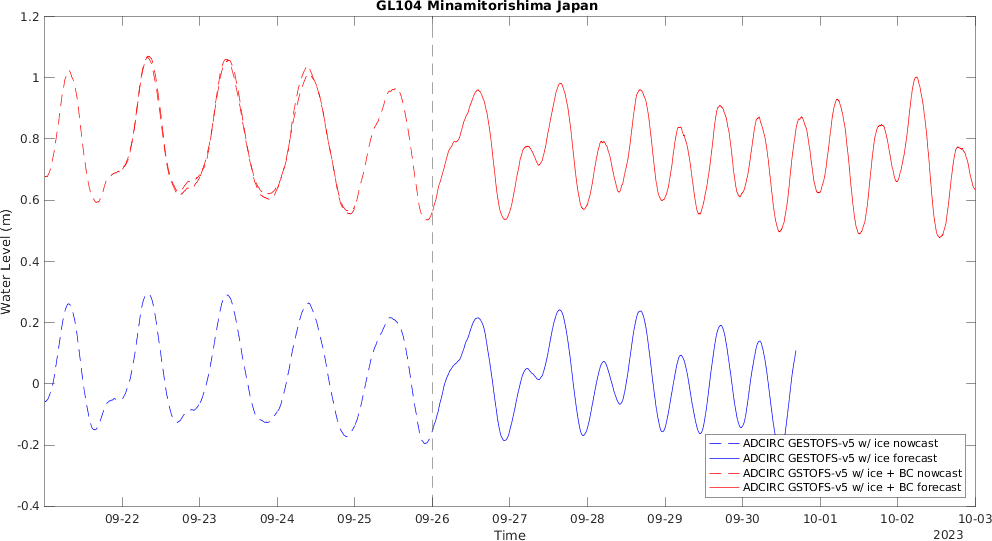 GL104 Minamitorishima Japan
1.2
1
0.8
0.6
0.4
0.2
0
-0.2
-0.4
Water Level (m)
ADCIRC GESTOFS-v5 w/ ice nowcast
ADCIRC GESTOFS-v5 w/ ice forecast
ADCIRC GSTOFS-v5 w/ ice + BC nowcast
ADCIRC GSTOFS-v5 w/ ice + BC forecast
09-22 09-23 09-24 09-25 09-26 09-27 09-28 09-29 09-30 10-01 10-02 10-03
Time
2023